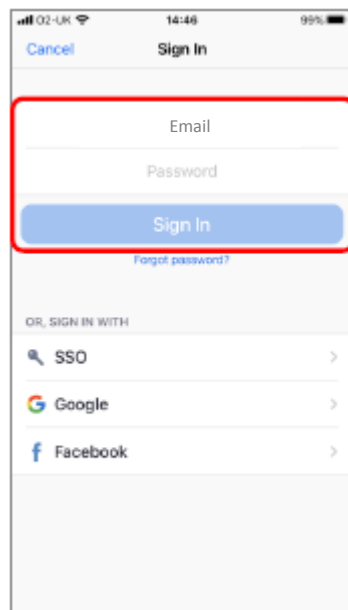 O2-UK 14:46 99%
Cancel Sign In
Email
Password
Sign In
Forgot password?
OR, SIGN IN WITH
SSO
Google
Facebook